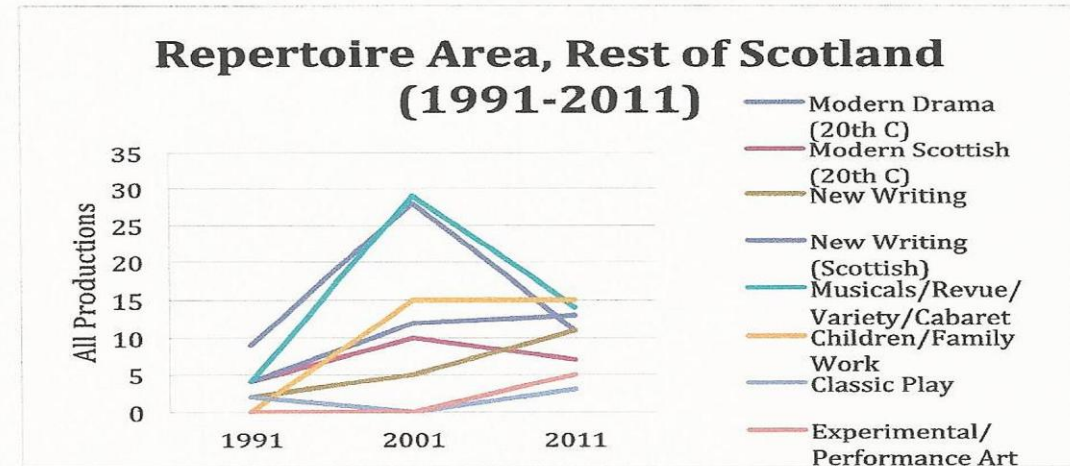 Repertoire Area, Rest of Scotland
(1991-2011)
All Productions
35
30
25
20
15
10
5
0
1991
2001
2011
Modern Drama
(20th C)
Modern Scottish
(20th C)
New Writing
New Writing
(Scottish)
Musicals/Revue/
Variety/Cabaret
Children/Family
Work
Classic Play
Experimental/
Performance Art